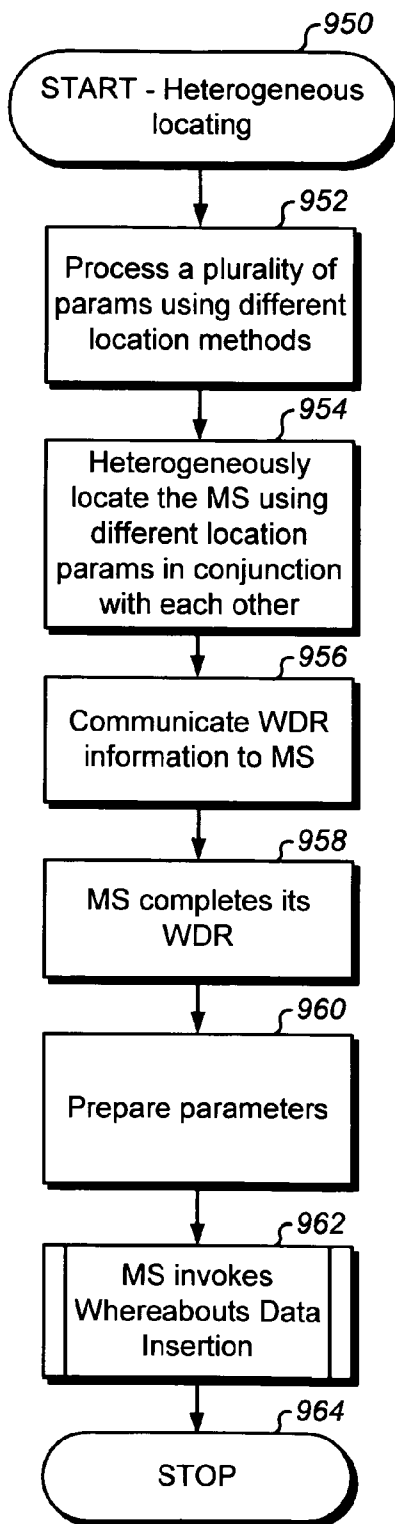 950
START - Heterogeneous
locating
952
Process a plurality of
params using different
location methods
954
Heterogeneously
locate the MS using
different location
params in conjunction
with each other
956
Communicate WDR
information to MS
958
MS completes its
WDR
960
Prepare parameters
962
MS invokes
Whereabouts Data
Insertion
964
STOP